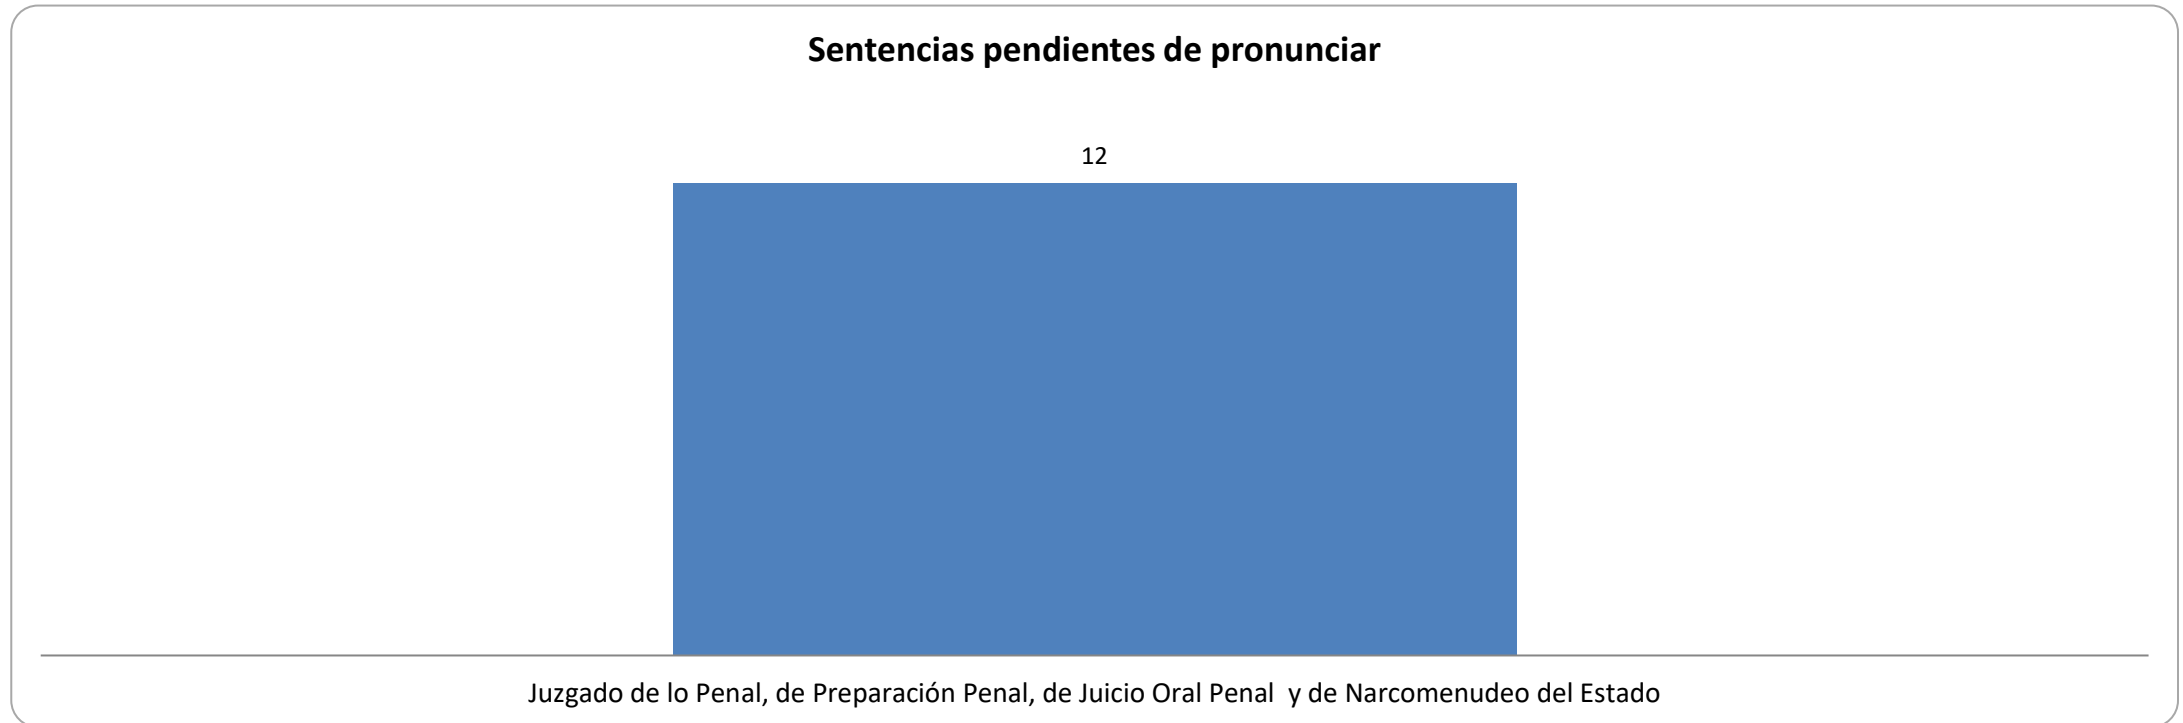 Sentencias pendientes de pronunciar
12
Juzgado de lo Penal, de Preparación Penal, de Juicio Oral Penal  y de Narcomenudeo del Estado